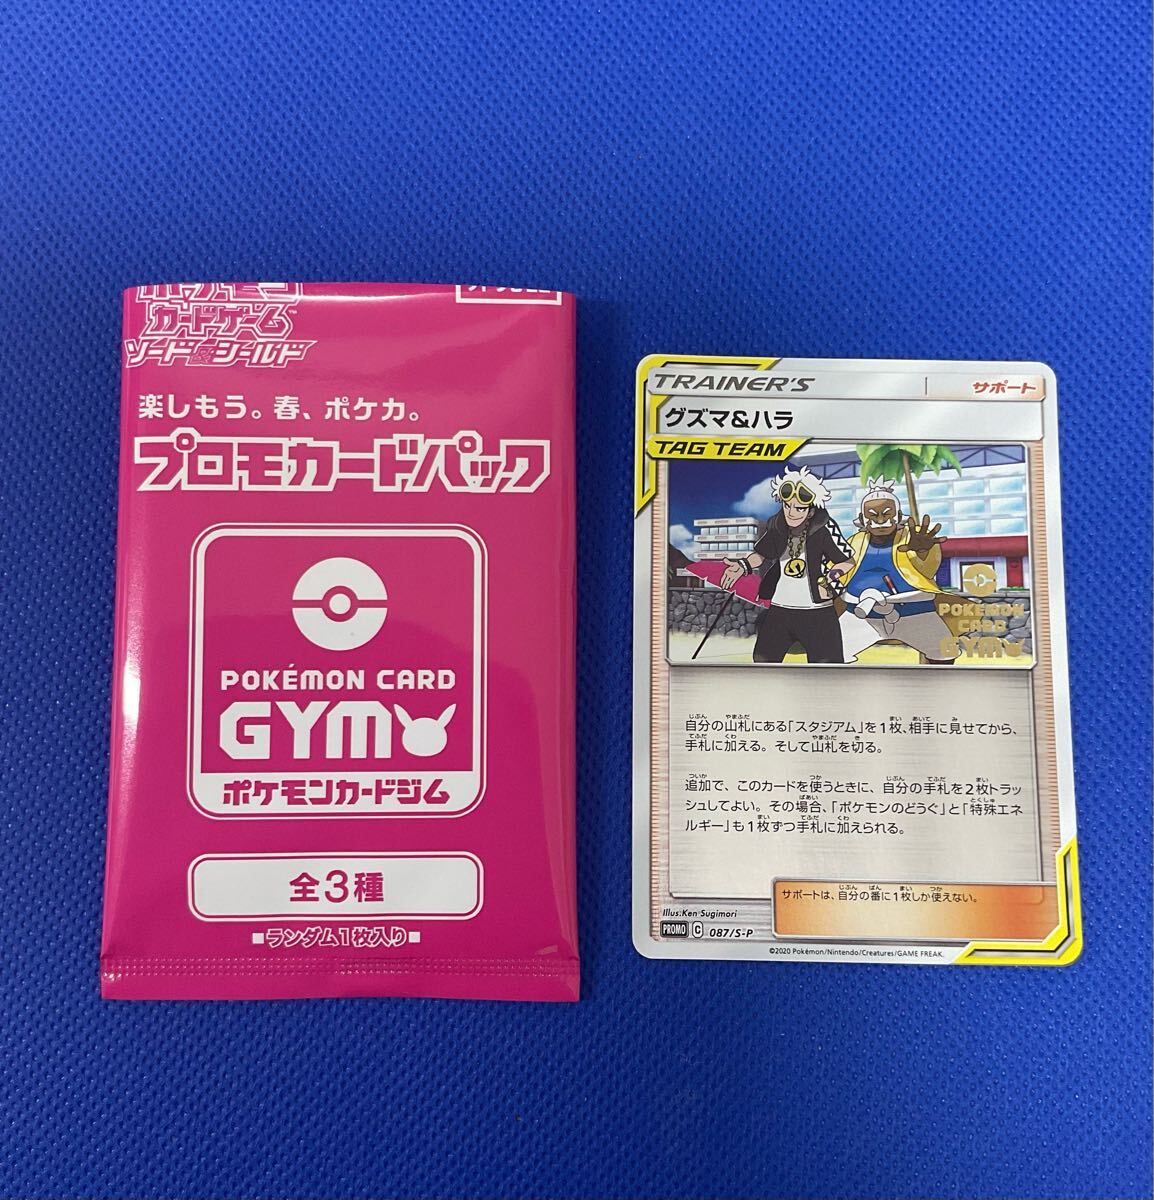 カードゲーム™
ソード&シールド
楽しもう。春、ポケカ。
プロモカードパック
POKÉMON CARD
GYM
ポケモンカードジム
全3種
■ランダム1枚入り■
TRAINER'S
サポート
グズマ&ハラ
TAG TEAM
POKÉMON
CARD
GYM
自分の山札にある「スタジアム」を1枚、相手に見せてから、
手札に加える。そして山札を切る。
追加で、このカードを使うときに、自分の手札を2枚トラッ
シュしてよい。その場合、「ポケモンのどうぐ」と「特殊エネ
ルギー」も1枚ずつ手札に加えられる。
サポートは、自分の番に1枚しか使えない。
Illus.Ken Sugimori
PROMO C 087/S-P
©2020 Pokémon/Nintendo/Creatures/GAME FREAK.